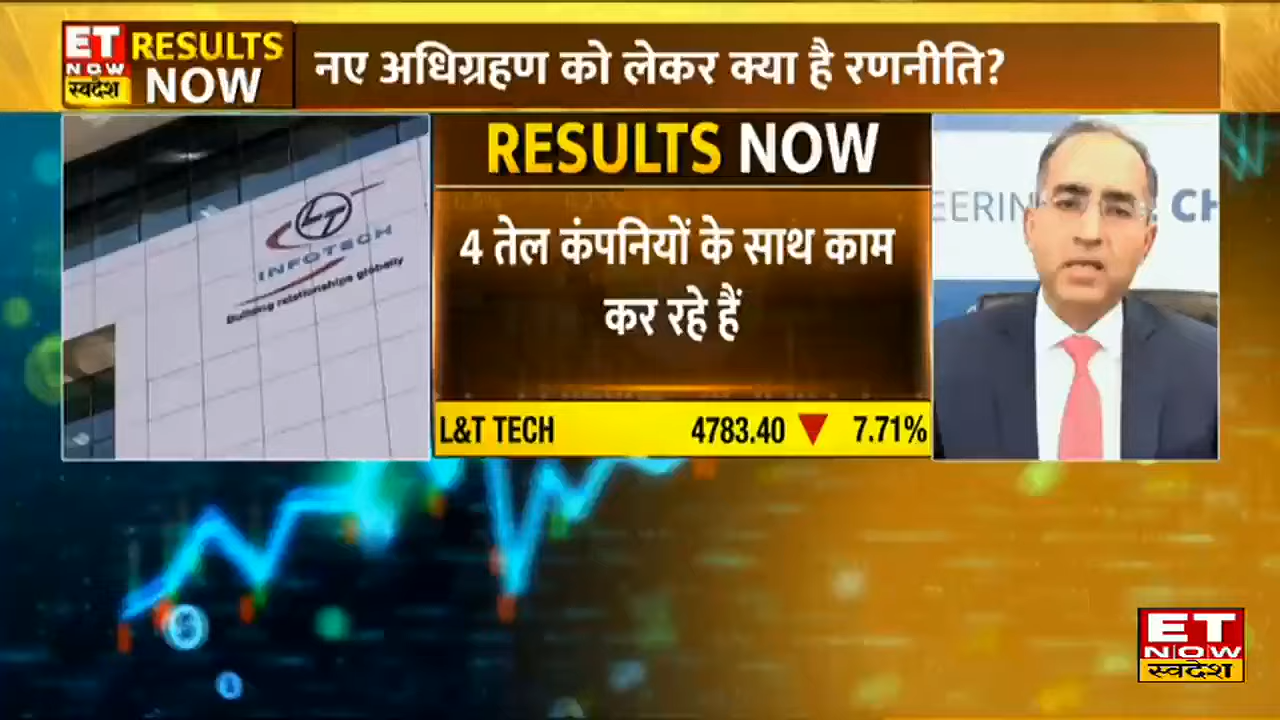 ET
NOW
स्वदेश
RESULTS
NOW
नए अधिग्रहण को लेकर क्या है रणनीति?
LT
INFOTECH
Building relationships globally
RESULTS NOW
4 तेल कंपनियों के साथ काम
कर रहे हैं
L&T TECH 4783.40 ▼ 7.71%
EERIN
CH
ET
NOW
स्वदेश